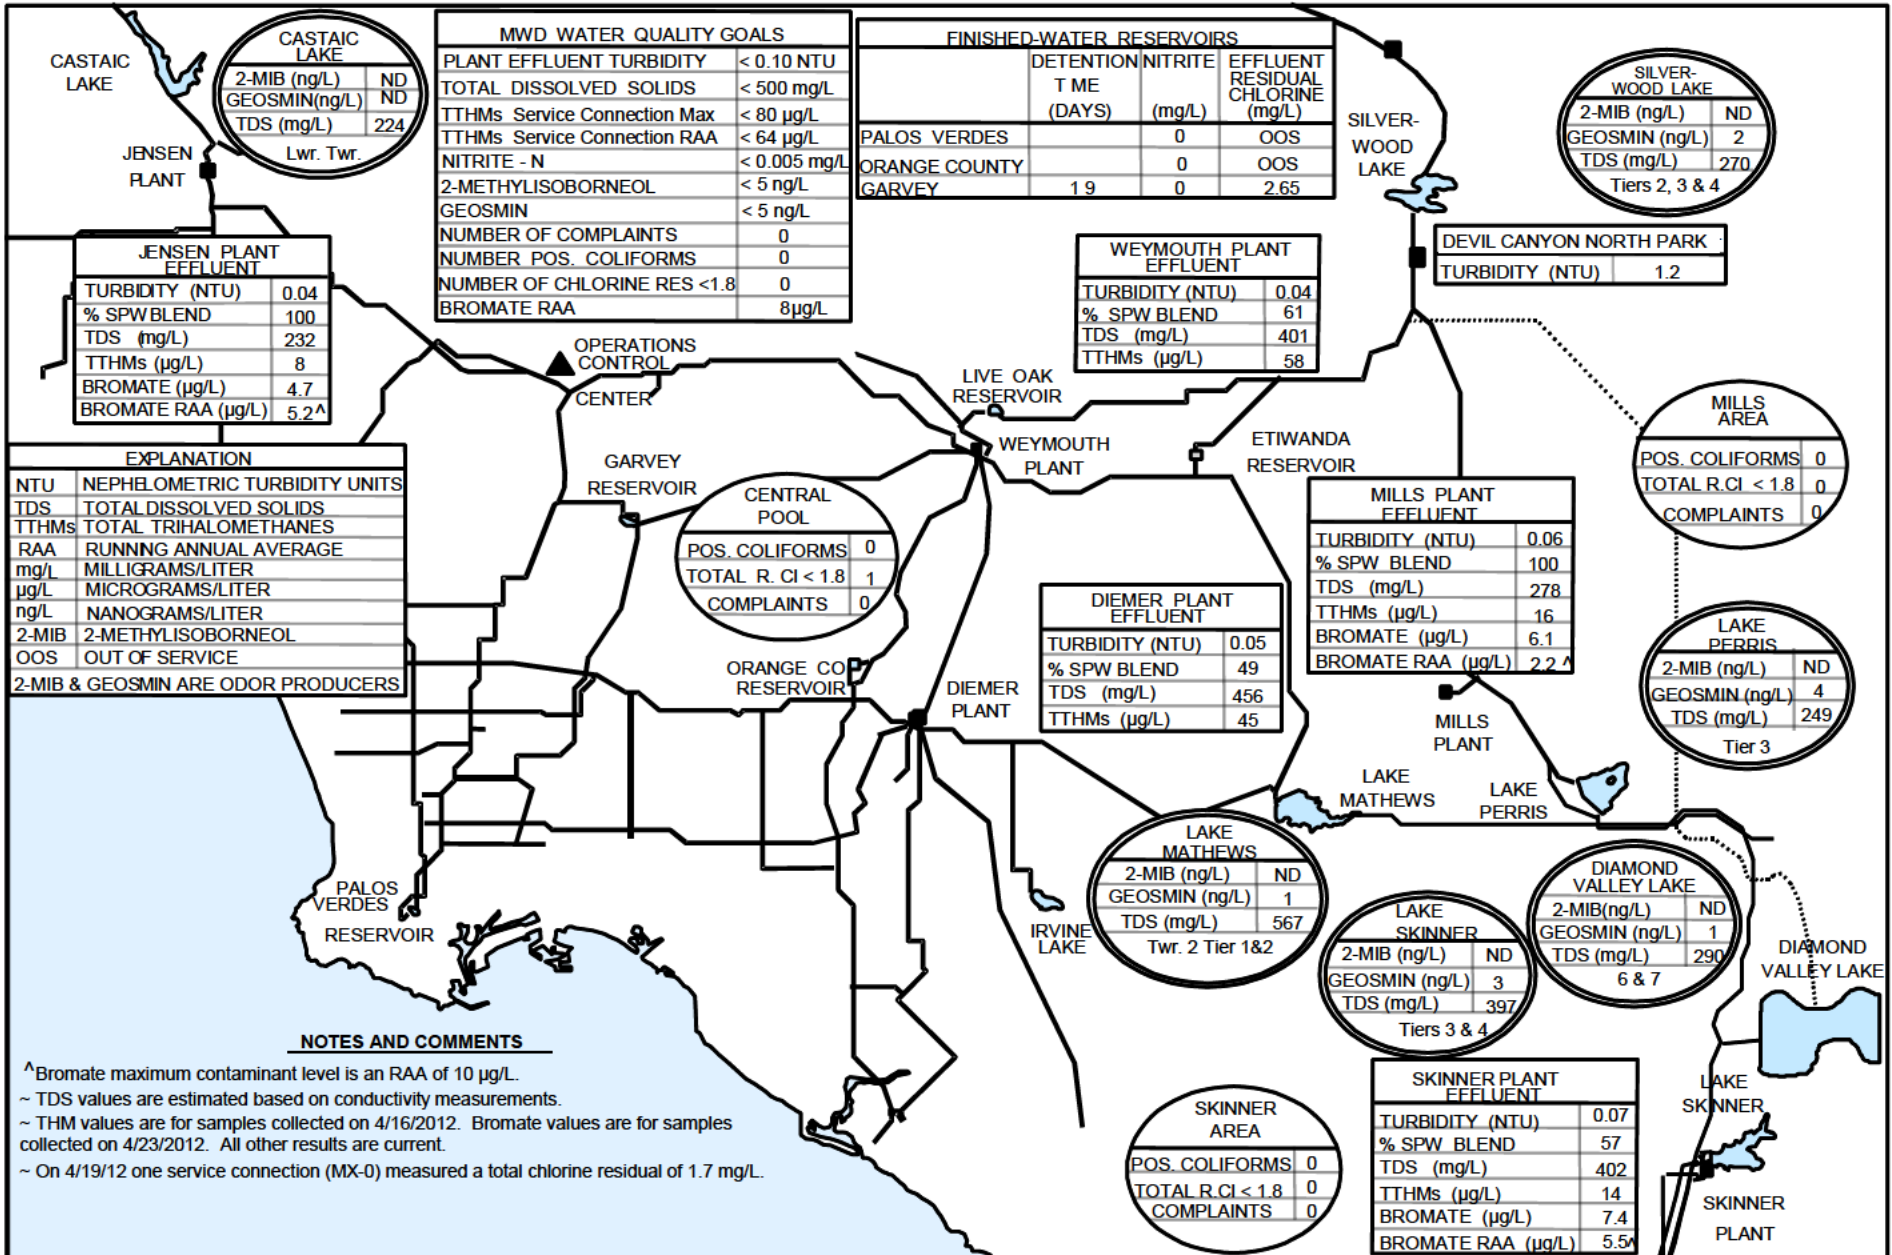 CASTAIC
LAKE
CASTAIC
LAKE
2-MIB (ng/L) ND
GEOSMIN(ng/L) ND
TDS (mg/L) 224
Lwr. Twr.
JENSEN
PLANT
MWD WATER QUALITY GOALS
PLANT EFFLUENT TURBIDITY < 0.10 NTU
TOTAL DISSOLVED SOLIDS < 500 mg/L
TTHMs Service Connection Max < 80 µg/L
TTHMs Service Connection RAA < 64 µg/L
NITRITE - N < 0.005 mg/L
2-METHYLISOBORNEOL < 5 ng/L
GEOSMIN < 5 ng/L
NUMBER OF COMPLAINTS 0
NUMBER POS. COLIFORMS 0
NUMBER OF CHLORINE RES <1.8 0
BROMATE RAA 8µg/L
FINISHED-WATER RESERVOIRS
DETENTION NITRITE EFFLUENT
T ME RESIDUAL
CHLORINE
(DAYS) (mg/L) (mg/L)
PALOS VERDES 0 OOS
ORANGE COUNTY 0 OOS
GARVEY 1 9 0 2.65
SILVER-
WOOD
LAKE
SILVER-
WOOD LAKE
2-MIB (ng/L) ND
GEOSMIN (ng/L) 2
TDS (mg/L) 270
Tiers 2, 3 & 4
DEVIL CANYON NORTH PARK
TURBIDITY (NTU) 1.2
JENSEN PLANT
EFFLUENT
TURBIDITY (NTU) 0.04
% SPW BLEND 100
TDS (mg/L) 232
TTHMs (µg/L) 8
BROMATE (µg/L) 4.7
BROMATE RAA (µg/L) 5.2^
WEYMOUTH PLANT
EFFLUENT
TURBIDITY (NTU) 0.04
% SPW BLEND 61
TDS (mg/L) 401
TTHMs (µg/L) 58
OPERATIONS
CONTROL
CENTER
LIVE OAK
RESERVOIR
WEYMOUTH
PLANT
ETIWANDA
RESERVOIR
GARVEY
RESERVOIR
MILLS
AREA
POS. COLIFORMS 0
TOTAL R.Cl < 1.8 0
COMPLAINTS 0
EXPLANATION
NTU NEPHELOMETRIC TURBIDITY UNITS
TDS TOTAL DISSOLVED SOLIDS
TTHMs TOTAL TRIHALOMETHANES
RAA RUNNING ANNUAL AVERAGE
mg/L MILLIGRAMS/LITER
µg/L MICROGRAMS/LITER
ng/L NANOGRAMS/LITER
2-MIB 2-METHYLISOBORNEOL
OOS OUT OF SERVICE
2-MIB & GEOSMIN ARE ODOR PRODUCERS
CENTRAL
POOL
POS. COLIFORMS 0
TOTAL R. Cl < 1.8 1
COMPLAINTS 0
MILLS PLANT
EFFLUENT
TURBIDITY (NTU) 0.06
% SPW BLEND 100
TDS (mg/L) 278
TTHMs (µg/L) 16
BROMATE (µg/L) 6.1
BROMATE RAA (µg/L) 2.2 ^
DIEMER PLANT
EFFLUENT
TURBIDITY (NTU) 0.05
% SPW BLEND 49
TDS (mg/L) 456
TTHMs (µg/L) 45
LAKE
PERRIS
2-MIB (ng/L) ND
GEOSMIN (ng/L) 4
TDS (mg/L) 249
Tier 3
ORANGE CO
RESERVOIR
DIEMER
PLANT
MILLS
PLANT
LAKE
MATHEWS
LAKE
PERRIS
LAKE
MATHEWS
2-MIB (ng/L) ND
GEOSMIN (ng/L) 1
TDS (mg/L) 567
Twr. 2 Tier 1&2
DIAMOND
VALLEY LAKE
2-MIB(ng/L) ND
GEOSMIN (ng/L) 1
TDS (mg/L) 290
6 & 7
PALOS
VERDES
RESERVOIR
IRVINE
LAKE
LAKE
SKINNER
2-MIB (ng/L) ND
GEOSMIN (ng/L) 3
TDS (mg/L) 397
Tiers 3 & 4
DIAMOND
VALLEY LAKE
NOTES AND COMMENTS
^Bromate maximum contaminant level is an RAA of 10 µg/L.
~ TDS values are estimated based on conductivity measurements.
~ THM values are for samples collected on 4/16/2012. Bromate values are for samples
collected on 4/23/2012. All other results are current.
~ On 4/19/12 one service connection (MX-0) measured a total chlorine residual of 1.7 mg/L.
SKINNER
AREA
POS. COLIFORMS 0
TOTAL R.Cl < 1.8 0
COMPLAINTS 0
SKINNER PLANT
EFFLUENT
TURBIDITY (NTU) 0.07
% SPW BLEND 57
TDS (mg/L) 402
TTHMs (µg/L) 14
BROMATE (µg/L) 7.4
BROMATE RAA (µg/L) 5.5^
LAKE
SKINNER
SKINNER
PLANT